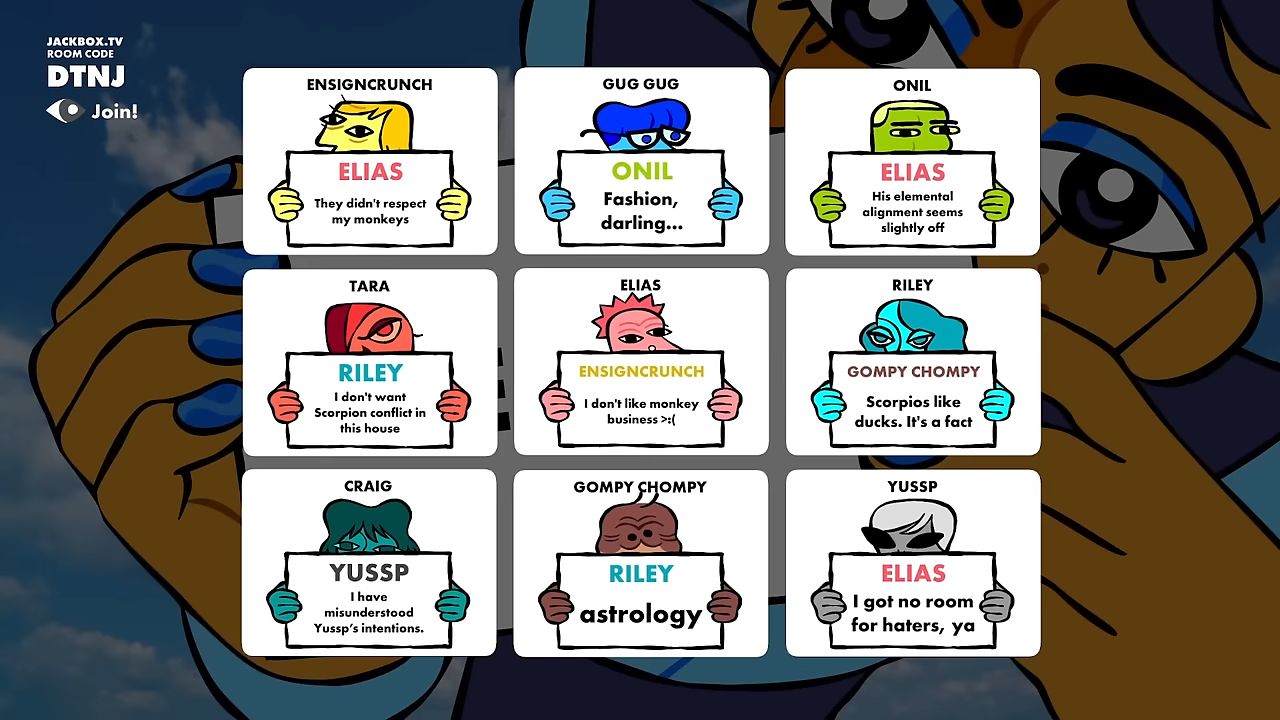 JACKBOX.TV
ROOM CODE
DTNJ
Join!
ENSIGNCRUNCH
ELIAS
They didn't respect
my monkeys
GUG GUG
ONIL
Fashion,
darling...
ONIL
ELIAS
His elemental
alignment seems
slightly off
TARA
RILEY
I don't want
Scorpion conflict in
this house
ELIAS
ENSIGNCRUNCH
I don't like monkey
business >:(
RILEY
GOMPY CHOMPY
Scorpios like
ducks. It's a fact
CRAIG
YUSSP
I have
misunderstood
Yussp's intentions.
GOMPY CHOMPY
RILEY
astrology
YUSSP
ELIAS
I got no room
for haters, ya